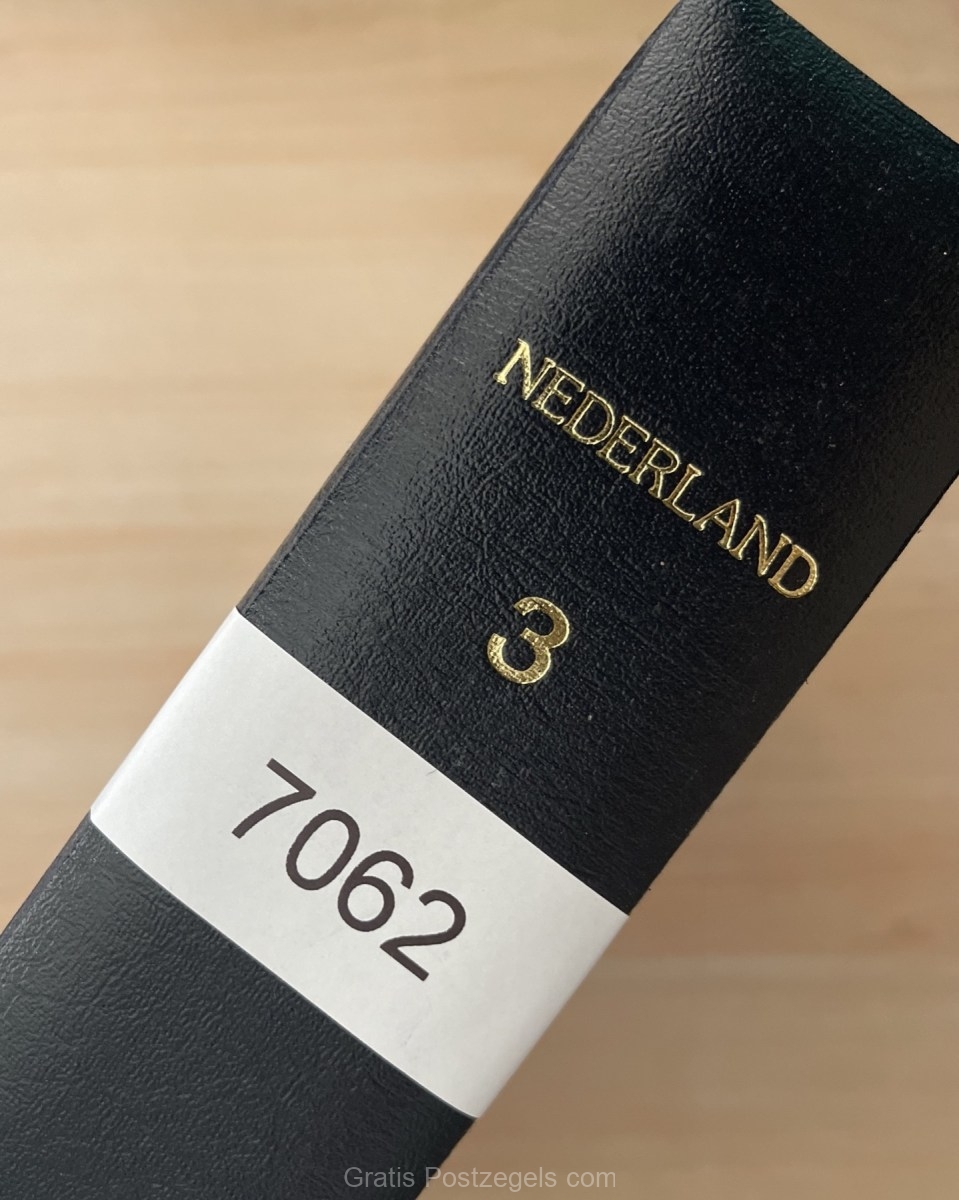 NEDERLAND
3
7062
Gratis Postzegels com